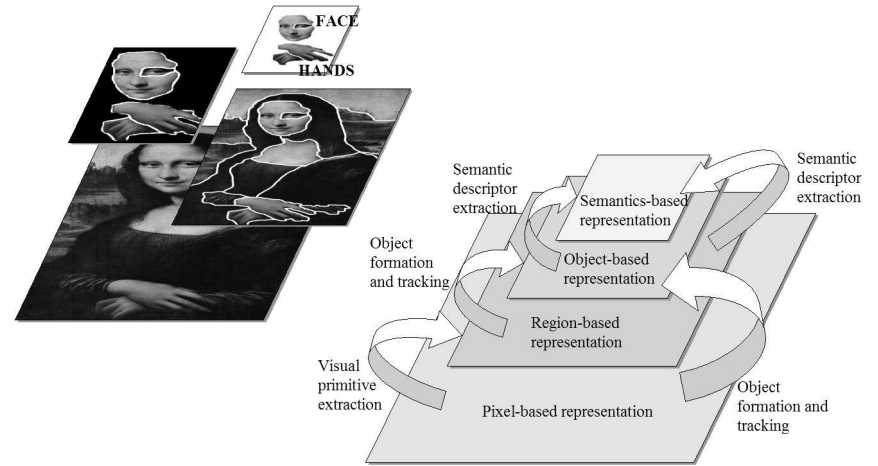 FACE
HANDS
Semantic
descriptor
extraction
Semantics-based
representation
Semantic
descriptor
extraction
Object
formation
and tracking
Object-based
representation
Region-based
representation
Visual
primitive
extraction
Pixel-based representation
Object
formation and
tracking